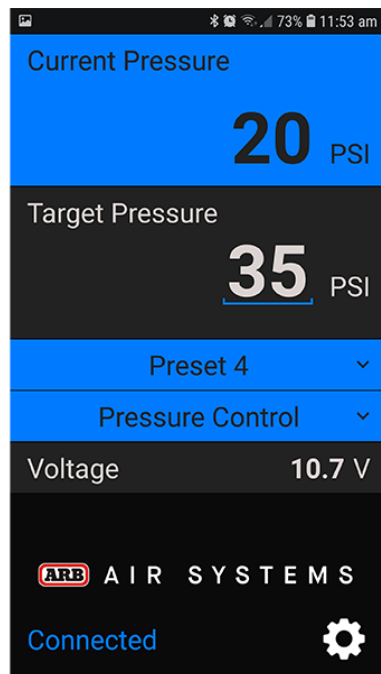 73% 11:53 am
Current Pressure
20 PSI
Target Pressure
35 PSI
Preset 4
Pressure Control
Voltage 10.7 V
ARB AIR SYSTEMS
Connected